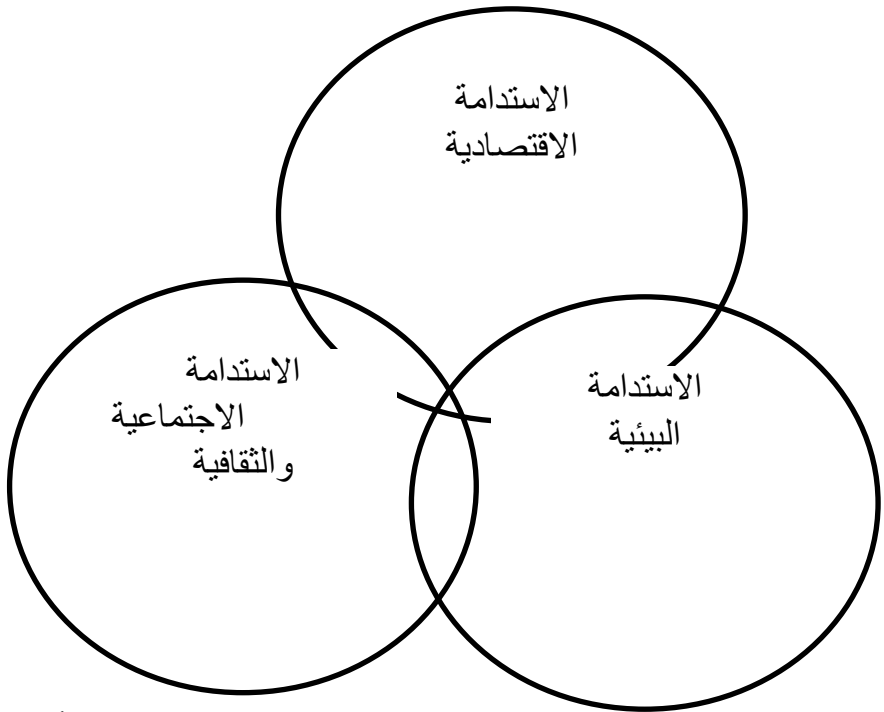 الاستدامة
الاقتصادية
الاستدامة
البيئية
الاستدامة
الاجتماعية
والثقافية